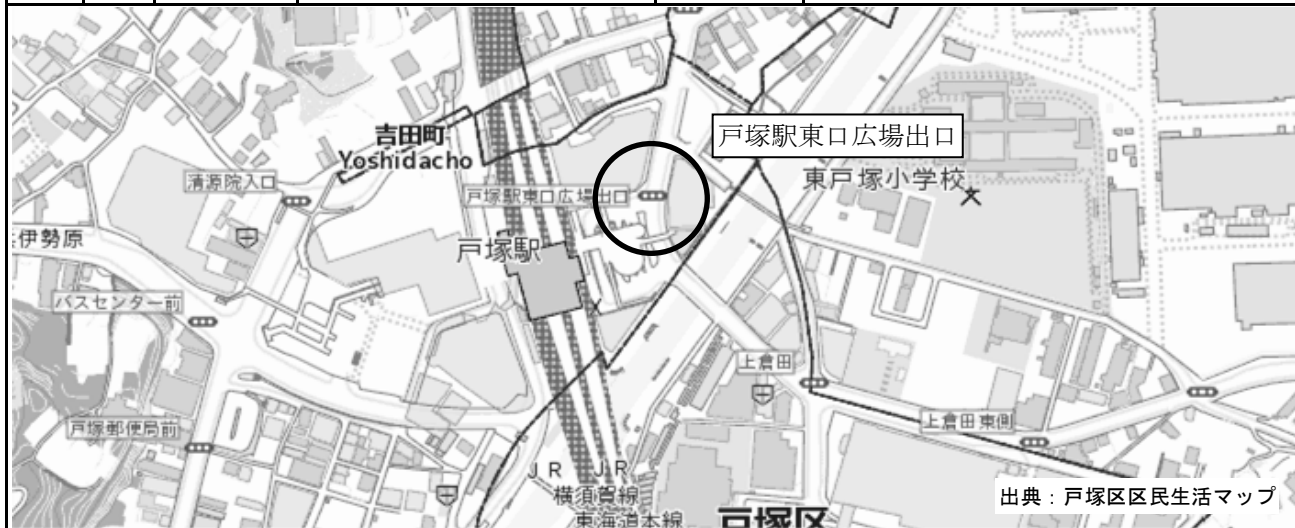 戸塚駅東口広場出口
吉田町
Yoshidacho
東戸塚小学校
清源院入口
戸塚駅東口広場出口
伊勢原
戸塚駅
バスセンター前
上倉田
戸塚郵便局前
上倉田東側
JR
JR
横須賀線
東海道本線
戸塚区
出典：戸塚区区民生活マップ